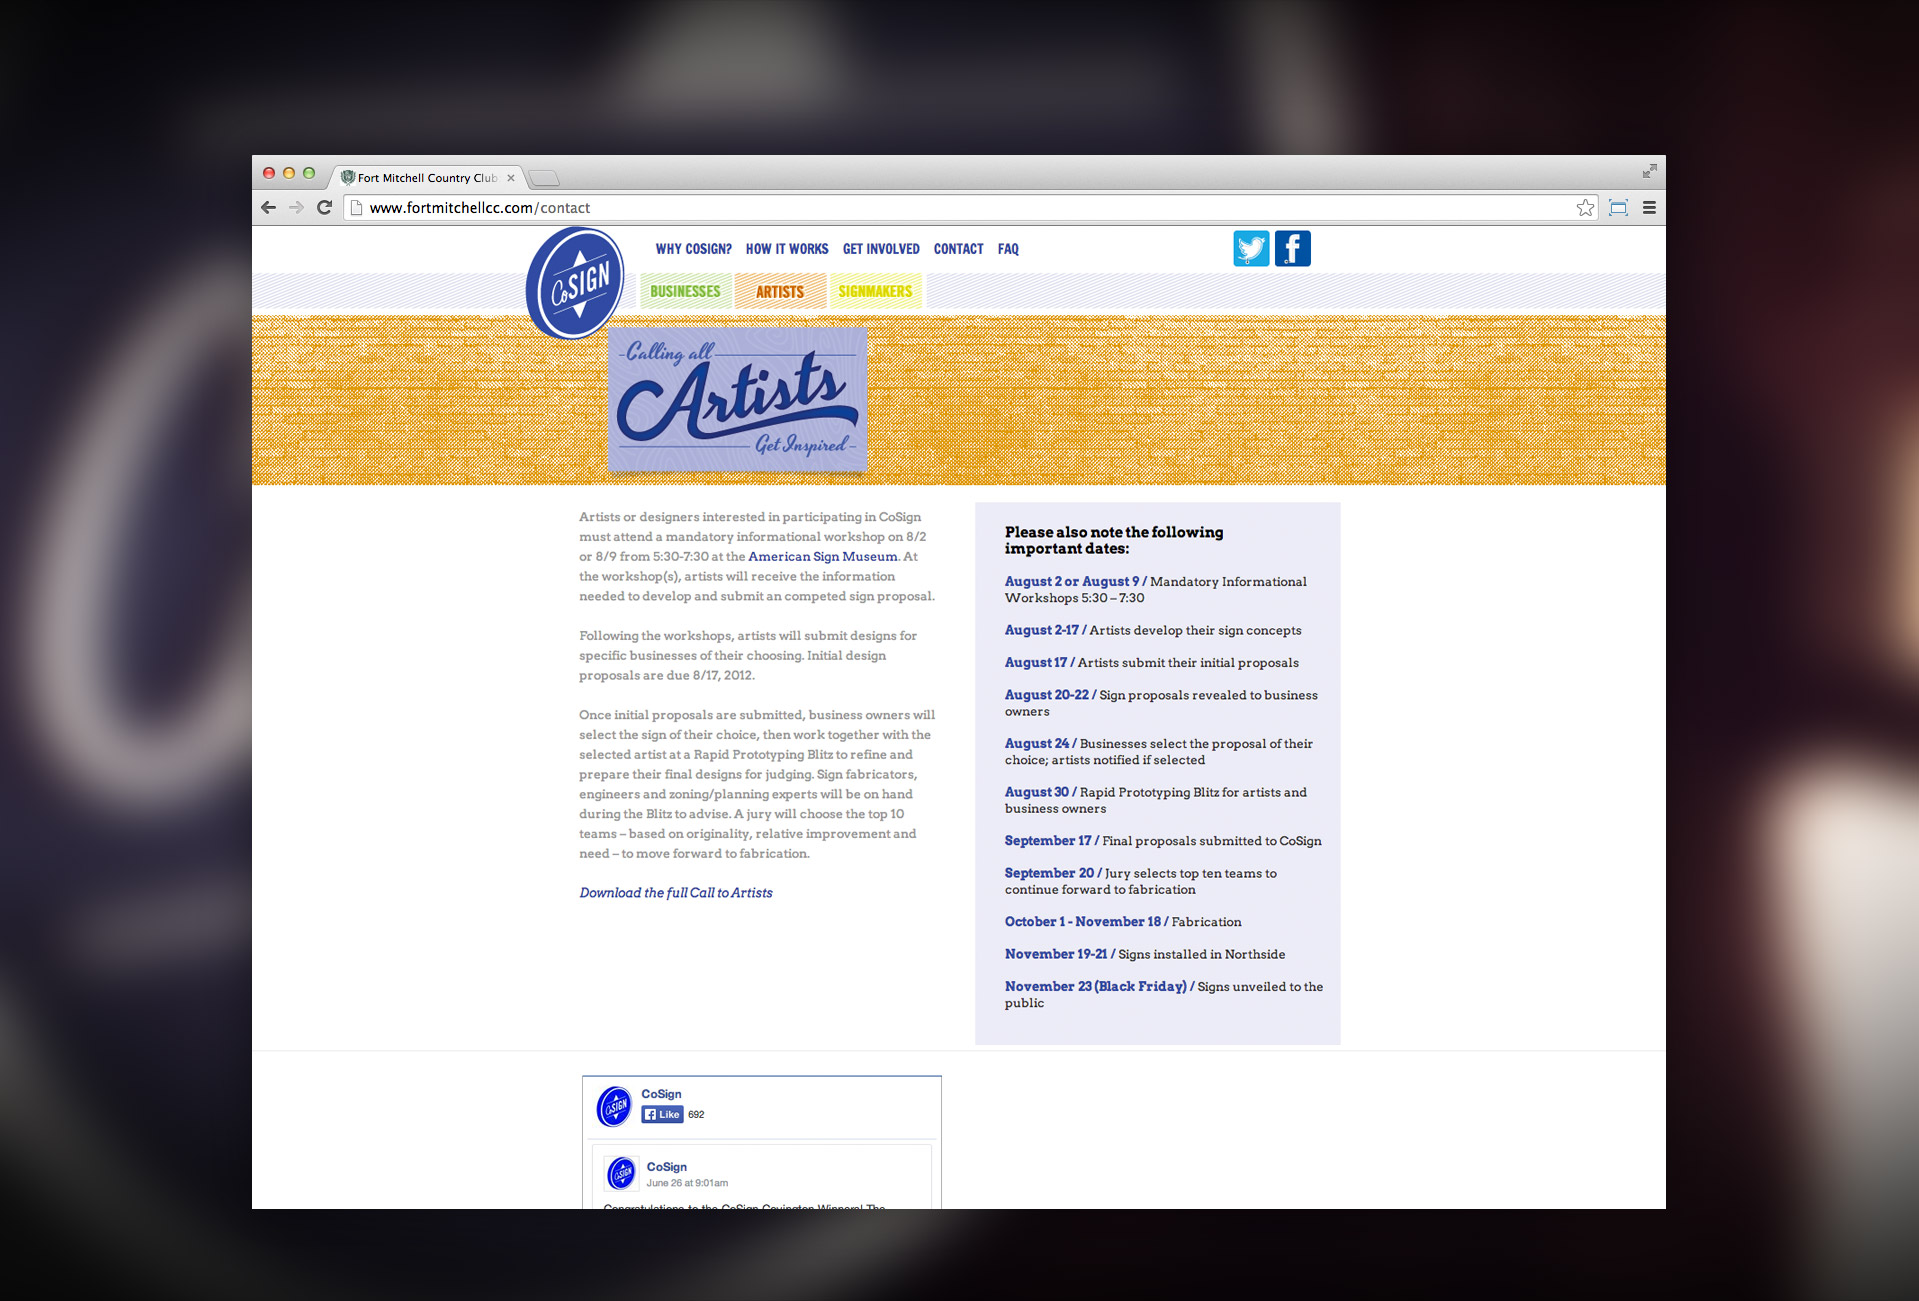 Fort Mitchell Country Club
www.fortmitchellcc.com/contact
CoSIGN
WHY COSIGN? HOW IT WORKS GET INVOLVED CONTACT FAQ
BUSINESSES ARTISTS SIGNMAKERS
Calling all
Artists
Get Inspired
Artists or designers interested in participating in CoSign
must attend a mandatory informational workshop on 8/2
or 8/9 from 5:30-7:30 at the American Sign Museum. At
the workshop(s), artists will receive the information
needed to develop and submit an competed sign proposal.
Following the workshops, artists will submit designs for
specific businesses of their choosing. Initial design
proposals are due 8/17, 2012.
Once initial proposals are submitted, business owners will
select the sign of their choice, then work together with the
selected artist at a Rapid Prototyping Blitz to refine and
prepare their final designs for judging. Sign fabricators,
engineers and zoning/planning experts will be on hand
during the Blitz to advise. A jury will choose the top 10
teams – based on originality, relative improvement and
need – to move forward to fabrication.
Download the full Call to Artists
Please also note the following
important dates:
August 2 or August 9 / Mandatory Informational
Workshops 5:30 – 7:30
August 2-17 / Artists develop their sign concepts
August 17 / Artists submit their initial proposals
August 20-22 / Sign proposals revealed to business
owners
August 24 / Businesses select the proposal of their
choice; artists notified if selected
August 30 / Rapid Prototyping Blitz for artists and
business owners
September 17 / Final proposals submitted to CoSign
September 20 / Jury selects top ten teams to
continue forward to fabrication
October 1 - November 18 / Fabrication
November 19-21 / Signs installed in Northside
November 23 (Black Friday) / Signs unveiled to the
public
CoSIGN
CoSign
Like 692
CoSIGN
CoSign
June 26 at 9:01am
Congratulations to the CoSign Covington Winners! The